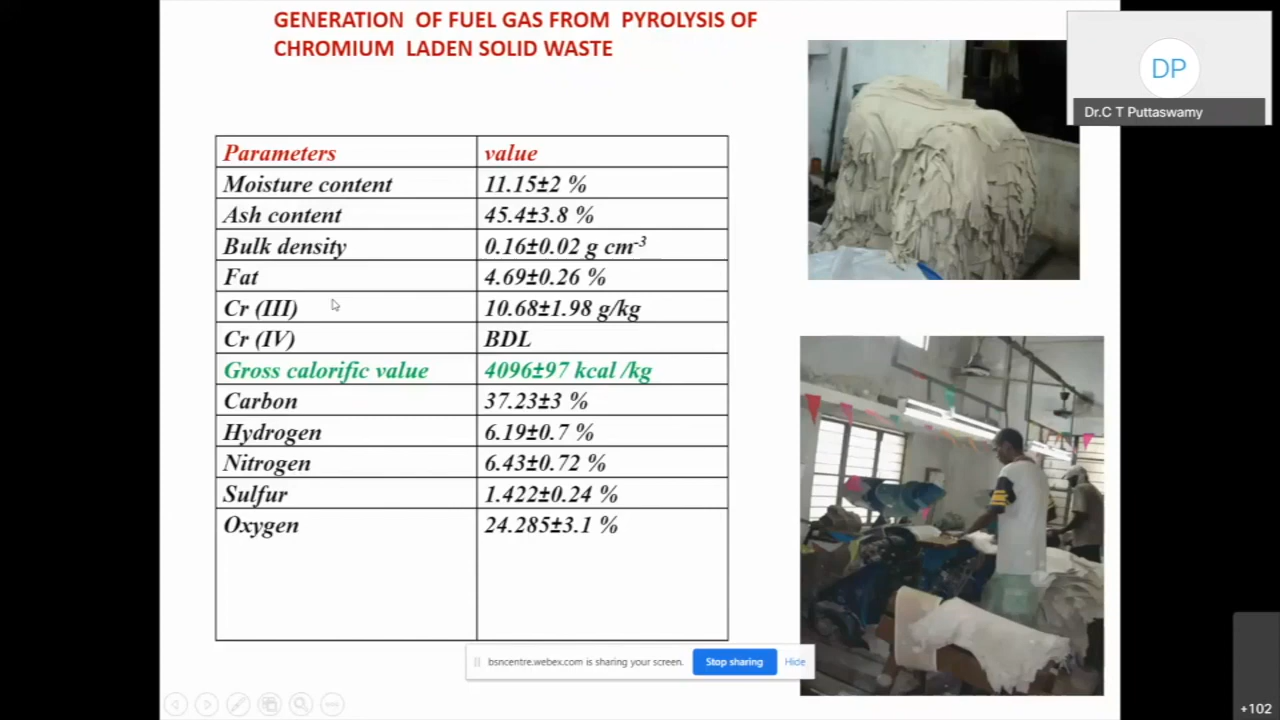 GENERATION OF FUEL GAS FROM PYROLYSIS OF
CHROMIUM LADEN SOLID WASTE
DP
Dr.C T Puttaswamy
Parameters value
Moisture content 11.15±2 %
Ash content 45.4±3.8 %
Bulk density 0.16±0.02 g cm⁻³
Fat 4.69±0.26 %
Cr (III) 10.68±1.98 g/kg
Cr (IV) BDL
Gross calorific value 4096±97 kcal /kg
Carbon 37.23±3 %
Hydrogen 6.19±0.7 %
Nitrogen 6.43±0.72 %
Sulfur 1.422±0.24 %
Oxygen 24.285±3.1 %
bsncentre.webex.com is sharing your screen. Stop sharing Hide
+102